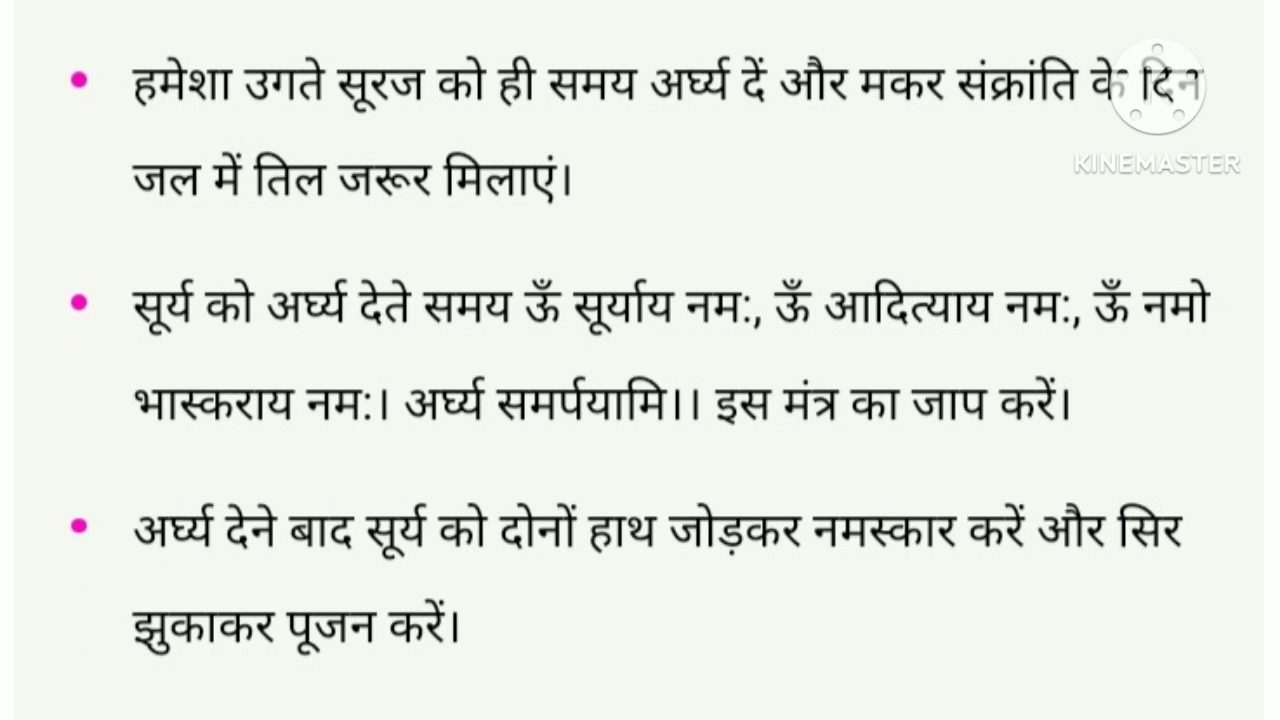 हमेशा उगते सूरज को ही समय अर्घ्य दें और मकर संक्रांति के दिन
KINEMASTER
जल में तिल जरूर मिलाएं।
सूर्य को अर्घ्य देते समय ऊँ सूर्याय नम:, ऊँ आदित्याय नम:, ऊँ नमो
भास्कराय नम:। अर्घ्य समर्पयामि।। इस मंत्र का जाप करें।
अर्घ्य देने बाद सूर्य को दोनों हाथ जोड़कर नमस्कार करें और सिर
झुकाकर पूजन करें।